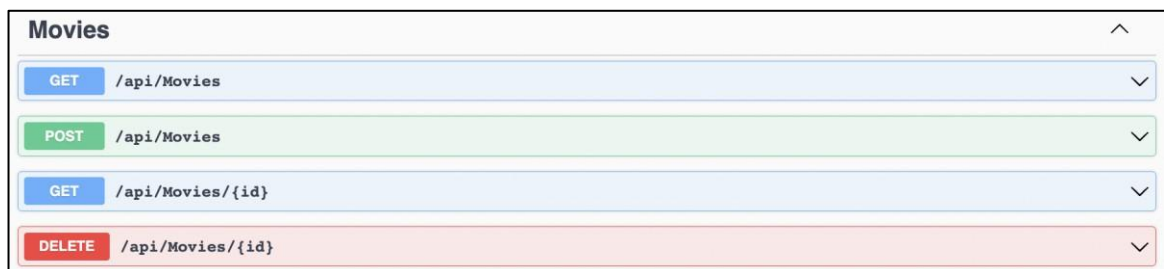 Movies
GET /api/Movies
POST /api/Movies
GET /api/Movies/{id}
DELETE /api/Movies/{id}